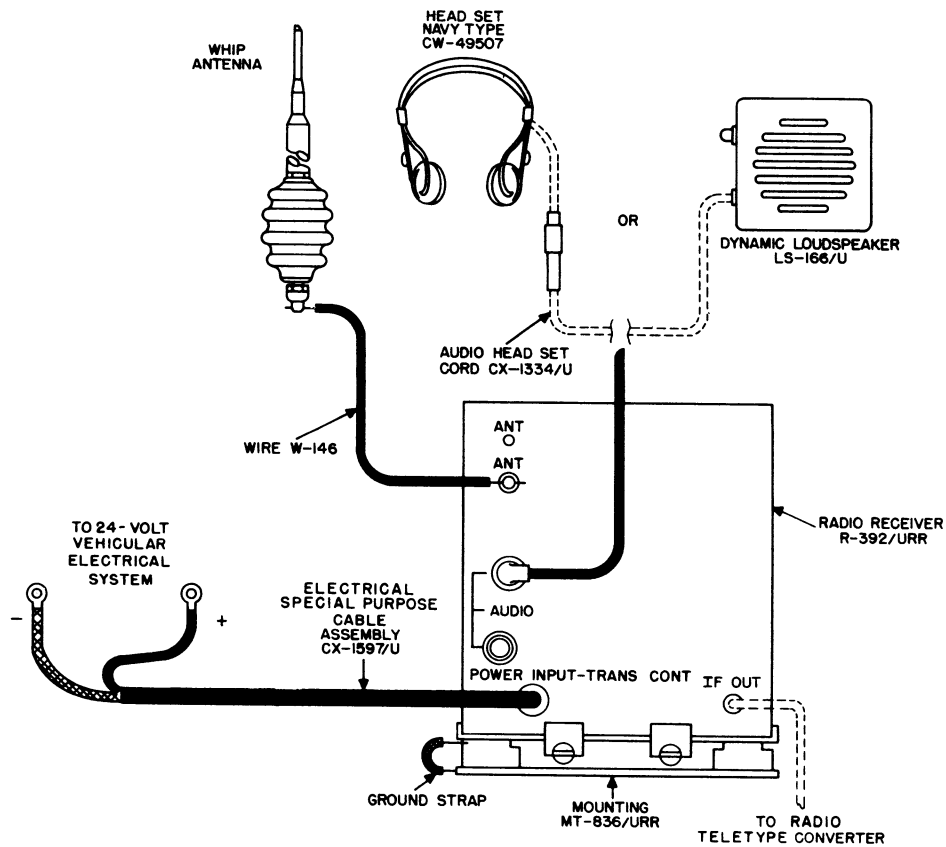 HEAD SET
NAVY TYPE
CW-49507
WHIP
ANTENNA
OR
DYNAMIC LOUDSPEAKER
LS-166/U
AUDIO HEAD SET
CORD CX-1334/U
WIRE W-146
ANT
ANT
RADIO RECEIVER
R-392/URR
TO 24-VOLT
VEHICULAR
ELECTRICAL
SYSTEM
-
+
ELECTRICAL
SPECIAL PURPOSE
CABLE
ASSEMBLY
CX-1597/U
AUDIO
POWER INPUT-TRANS CONT
IF OUT
GROUND STRAP
MOUNTING
MT-836/URR
TO RADIO
TELETYPE CONVERTER